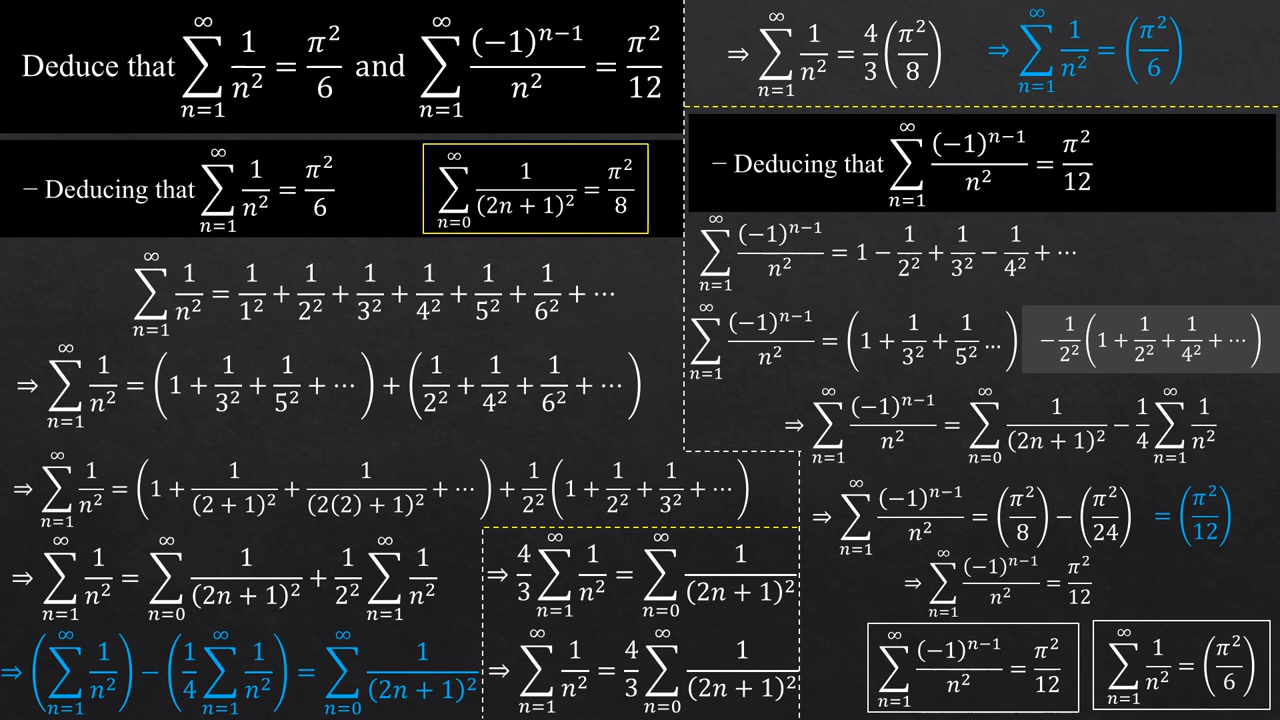 Deduce that ∑_{n=1}^{∞} 1/n² = π²/6 and ∑_{n=1}^{∞} (−1)^{n−1}/n² = π²/12
− Deducing that ∑_{n=1}^{∞} 1/n² = π²/6
∑_{n=0}^{∞} 1/(2n + 1)² = π²/8
∑_{n=1}^{∞} 1/n² = 1/1² + 1/2² + 1/3² + 1/4² + 1/5² + 1/6² + ⋯
⇒ ∑_{n=1}^{∞} 1/n² = (1 + 1/3² + 1/5² + ⋯) + (1/2² + 1/4² + 1/6² + ⋯)
⇒ ∑_{n=1}^{∞} 1/n² = (1 + 1/(2 + 1)² + 1/(2(2) + 1)² + ⋯) + 1/2² (1 + 1/2² + 1/3² + ⋯)
⇒ ∑_{n=1}^{∞} 1/n² = ∑_{n=0}^{∞} 1/(2n + 1)² + 1/2² ∑_{n=1}^{∞} 1/n²
⇒ (∑_{n=1}^{∞} 1/n²) − (1/4 ∑_{n=1}^{∞} 1/n²) = ∑_{n=0}^{∞} 1/(2n + 1)²
⇒ 4/3 ∑_{n=1}^{∞} 1/n² = ∑_{n=0}^{∞} 1/(2n + 1)²
⇒ ∑_{n=1}^{∞} 1/n² = 4/3 ∑_{n=0}^{∞} 1/(2n + 1)²
⇒ ∑_{n=1}^{∞} 1/n² = 4/3 (π²/8) ⇒ ∑_{n=1}^{∞} 1/n² = (π²/6)
− Deducing that ∑_{n=1}^{∞} (−1)^{n−1}/n² = π²/12
∑_{n=1}^{∞} (−1)^{n−1}/n² = 1 − 1/2² + 1/3² − 1/4² + ⋯
∑_{n=1}^{∞} (−1)^{n−1}/n² = (1 + 1/3² + 1/5² …) − 1/2² (1 + 1/2² + 1/4² + ⋯)
⇒ ∑_{n=1}^{∞} (−1)^{n−1}/n² = ∑_{n=0}^{∞} 1/(2n + 1)² − 1/4 ∑_{n=1}^{∞} 1/n²
⇒ ∑_{n=1}^{∞} (−1)^{n−1}/n² = (π²/8) − (π²/24) = (π²/12)
⇒ ∑_{n=1}^{∞} (−1)^{n−1}/n² = π²/12
∑_{n=1}^{∞} (−1)^{n−1}/n² = π²/12
∑_{n=1}^{∞} 1/n² = (π²/6)